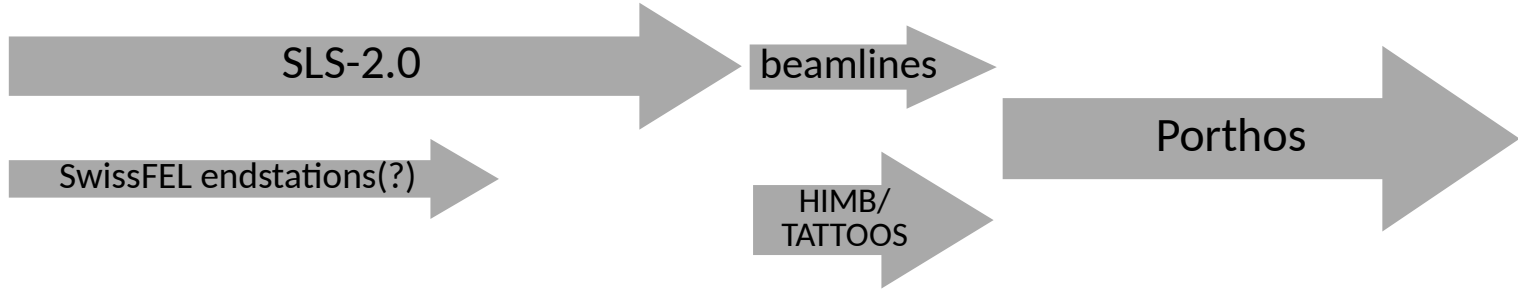 SLS-2.0
beamlines
Porthos
SwissFEL endstations(?)
HIMB/
TATTOOS